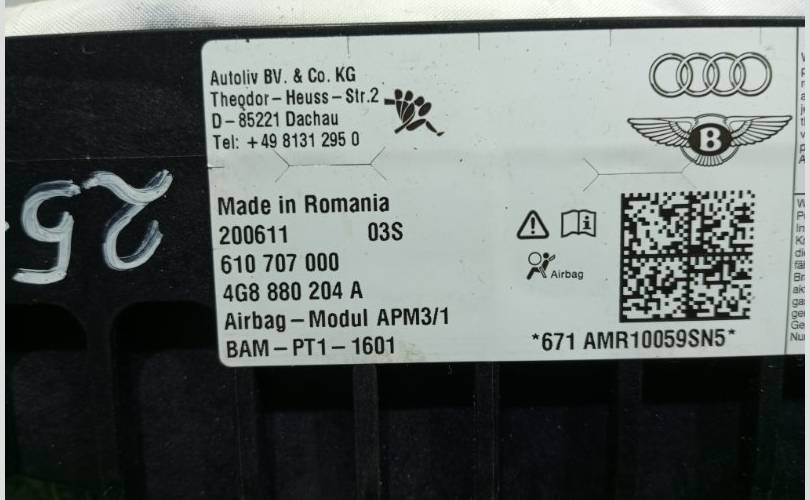 Autoliv BV. & Co. KG
Theodor-Heuss-Str.2
D-85221 Dachau
Tel: +49 8131 295 0
B
Made in Romania
200611 03S
610 707 000
4G8 880 204 A
Airbag-Modul APM3/1
BAM-PT1-1601
Airbag
*671 AMR10059SN5*
25